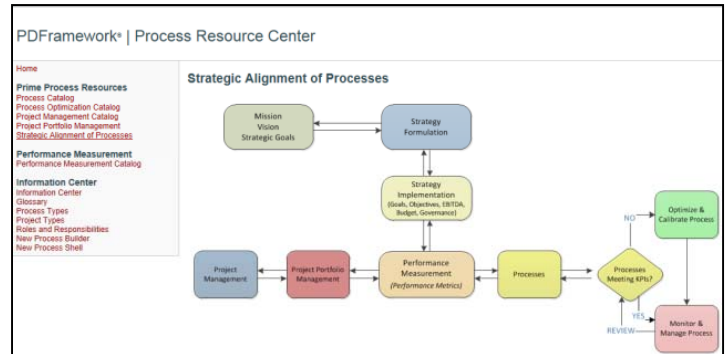 PDFramework® | Process Resource Center
Home
Prime Process Resources
Process Catalog
Process Optimization Catalog
Project Management Catalog
Project Portfolio Management
Strategic Alignment of Processes
Performance Measurement
Performance Measurement Catalog
Information Center
Information Center
Glossary
Process Types
Project Types
Roles and Responsibilities
New Process Builder
New Process Shell
Strategic Alignment of Processes
Mission
Vision
Strategic Goals
Strategy
Formulation
Strategy
Implementation
(Goals, Objectives, EBITDA,
Budget, Governance)
Project
Management
Project Portfolio
Management
Performance
Measurement
(Performance Metrics)
Processes
Processes
Meeting KPIs?
NO
Optimize &
Calibrate Process
YES
REVIEW
Monitor &
Manage Process